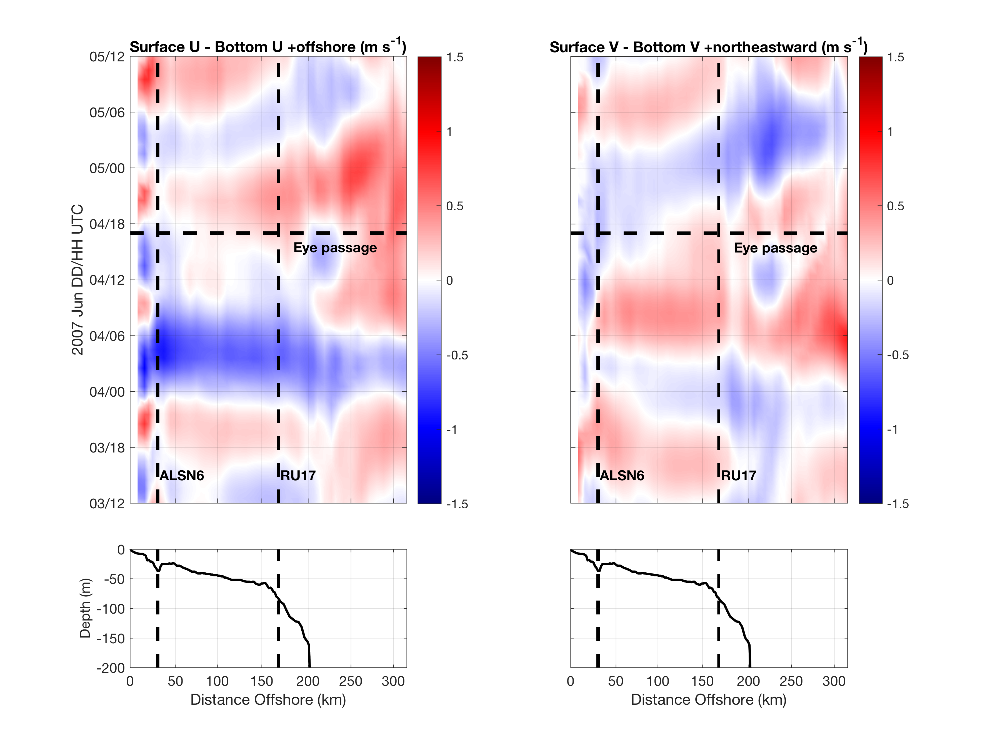 Surface U - Bottom U +offshore (m s-1)
Surface V - Bottom V +northeastward (m s-1)
2007 Jun DD/HH UTC
05/12
05/06
05/00
04/18
04/12
04/06
04/00
03/18
03/12
Eye passage
ALSN6
RU17
1.5
1
0.5
0
-0.5
-1
-1.5
Eye passage
ALSN6
RU17
1.5
1
0.5
0
-0.5
-1
-1.5
Depth (m)
0
-50
-100
-150
-200
0 50 100 150 200 250 300
Distance Offshore (km)
0 50 100 150 200 250 300
Distance Offshore (km)